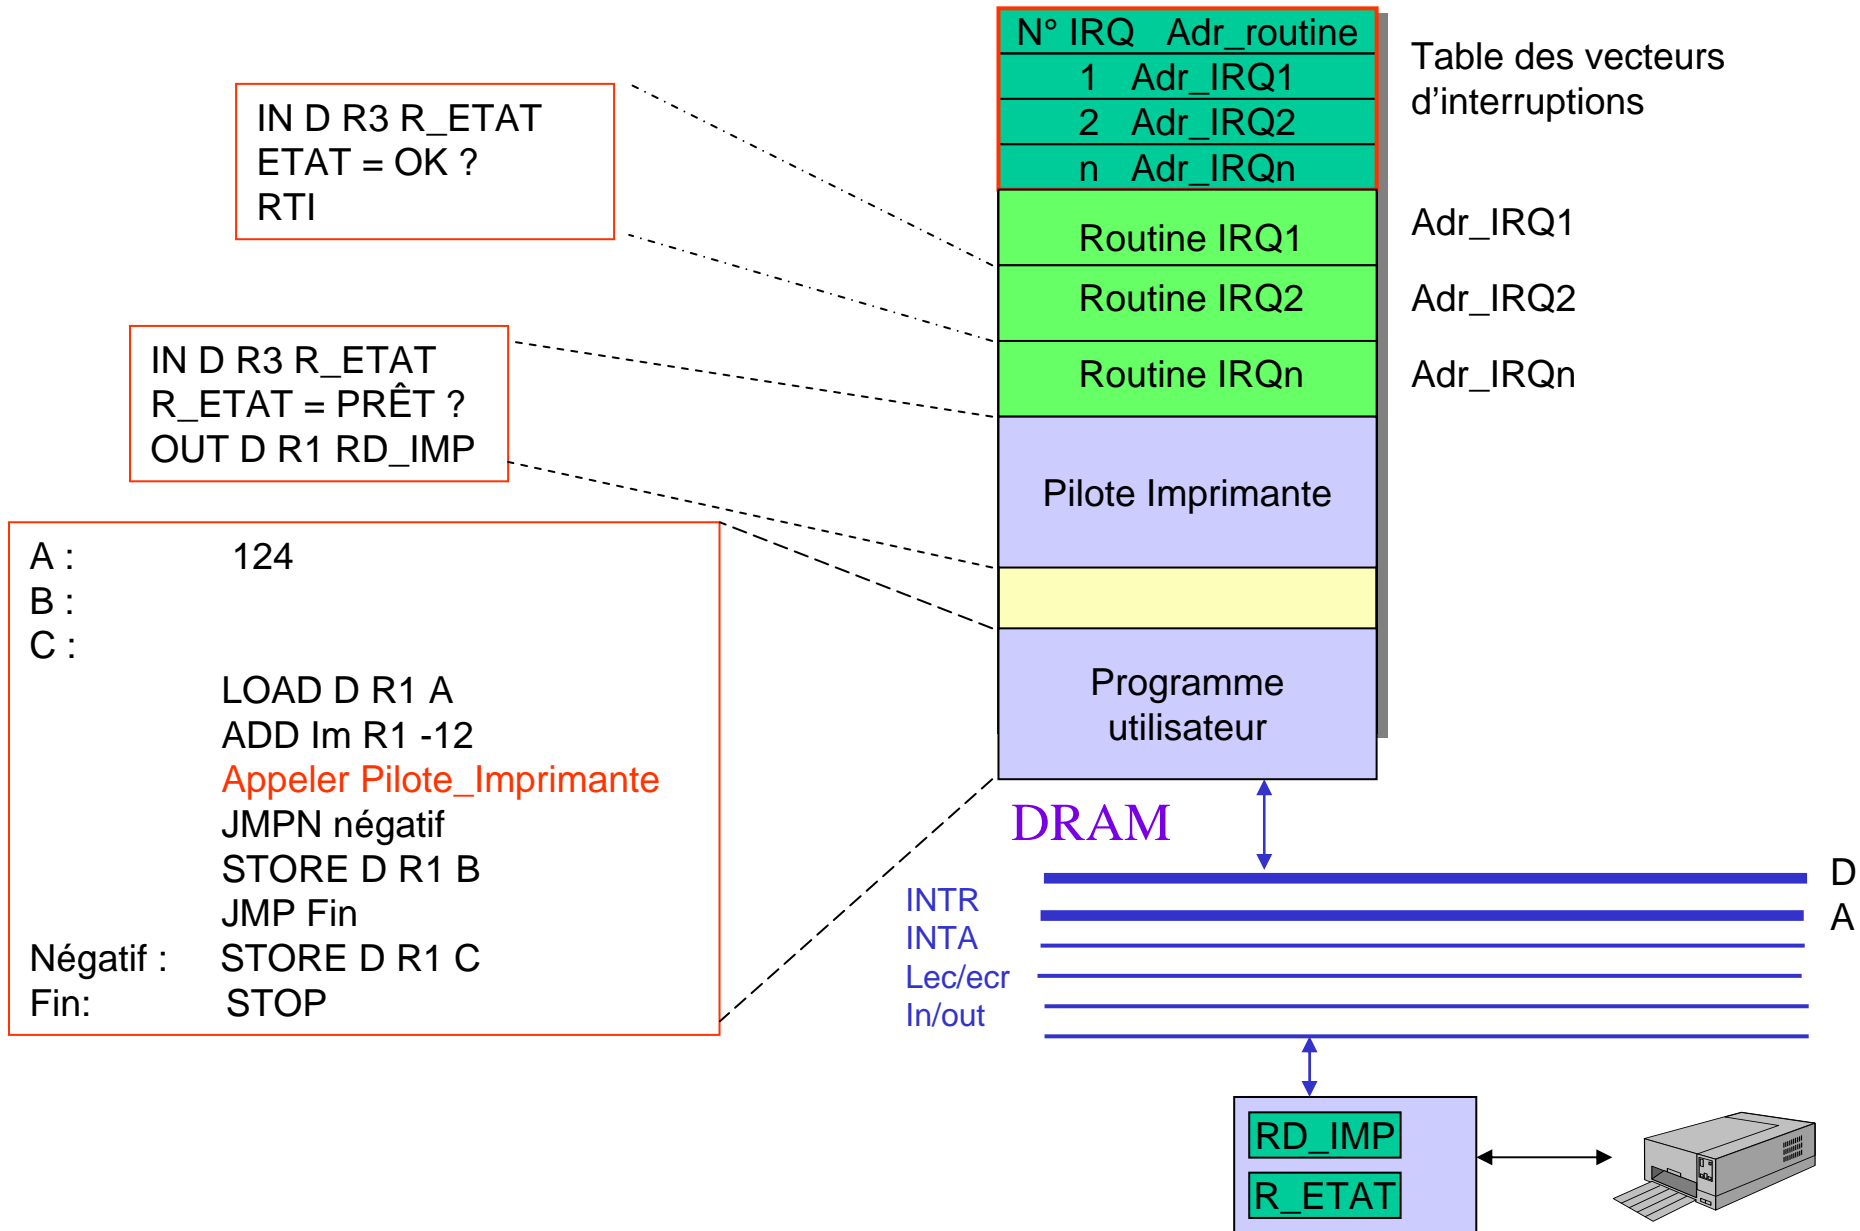 N° IRQ Adr_routine
1 Adr_IRQ1
2 Adr_IRQ2
n Adr_IRQn
Table des vecteurs
d’interruptions
IN D R3 R_ETAT
ETAT = OK ?
RTI
Routine IRQ1
Adr_IRQ1
Routine IRQ2
Adr_IRQ2
Routine IRQn
Adr_IRQn
IN D R3 R_ETAT
R_ETAT = PRÊT ?
OUT D R1 RD_IMP
Pilote Imprimante
A : 124
B :
C :
LOAD D R1 A
ADD Im R1 -12
Appeler Pilote_Imprimante
JMPN négatif
STORE D R1 B
JMP Fin
Négatif : STORE D R1 C
Fin: STOP
Programme
utilisateur
DRAM
D
A
INTR
INTA
Lec/ecr
In/out
RD_IMP
R_ETAT